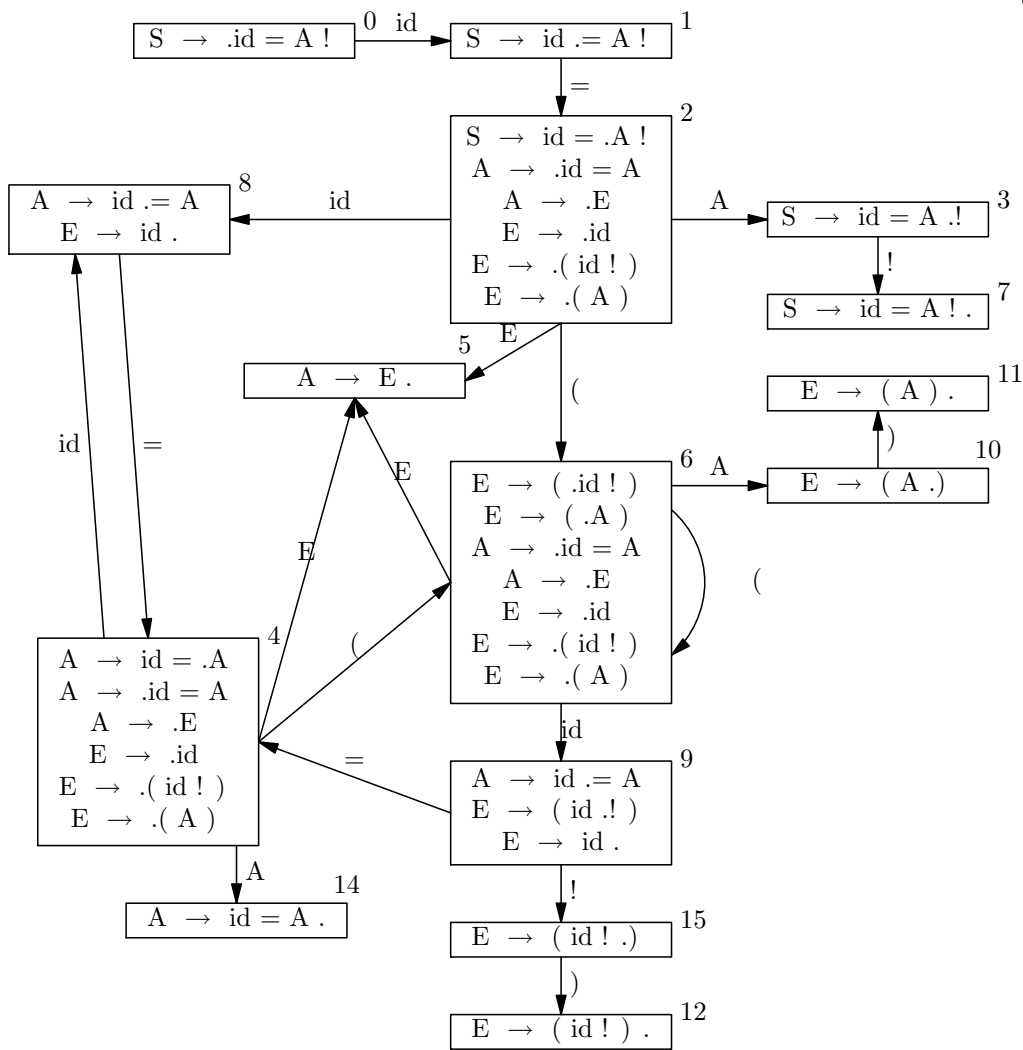 0
id
1
S → .id = A !
S → id .= A !
=
2
S → id = .A !
A → .id = A
A → .E
E → .id
E → .( id ! )
E → .( A )
8
id
A → id .= A
E → id .
A
3
S → id = A .!
!
7
S → id = A ! .
E
5
A → E .
(
11
E → ( A ) .
)
id
=
E
6
A
10
E → ( A .)
E → ( .id ! )
E → ( .A )
A → .id = A
A → .E
E → .id
E → .( id ! )
E → .( A )
(
E
(
4
A → id = .A
A → .id = A
A → .E
E → .id
E → .( id ! )
E → .( A )
id
=
9
A → id .= A
E → ( id .! )
E → id .
A
14
A → id = A .
!
15
E → ( id ! .)
)
12
E → ( id ! ) .